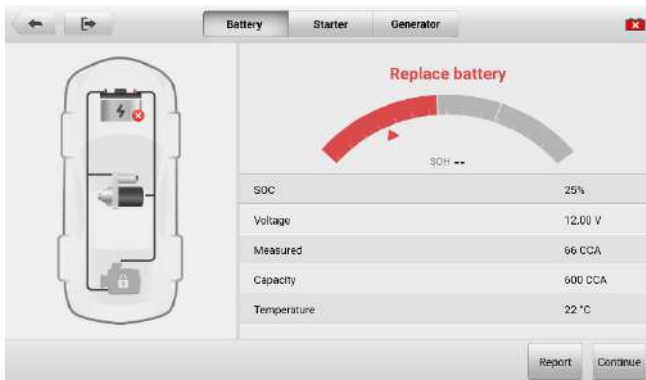 Battery Starter Generator
Replace battery
SOH --
SOC 25%
Voltage 12.00 V
Measured 66 CCA
Capacity 600 CCA
Temperature 22 °C
Report Continue